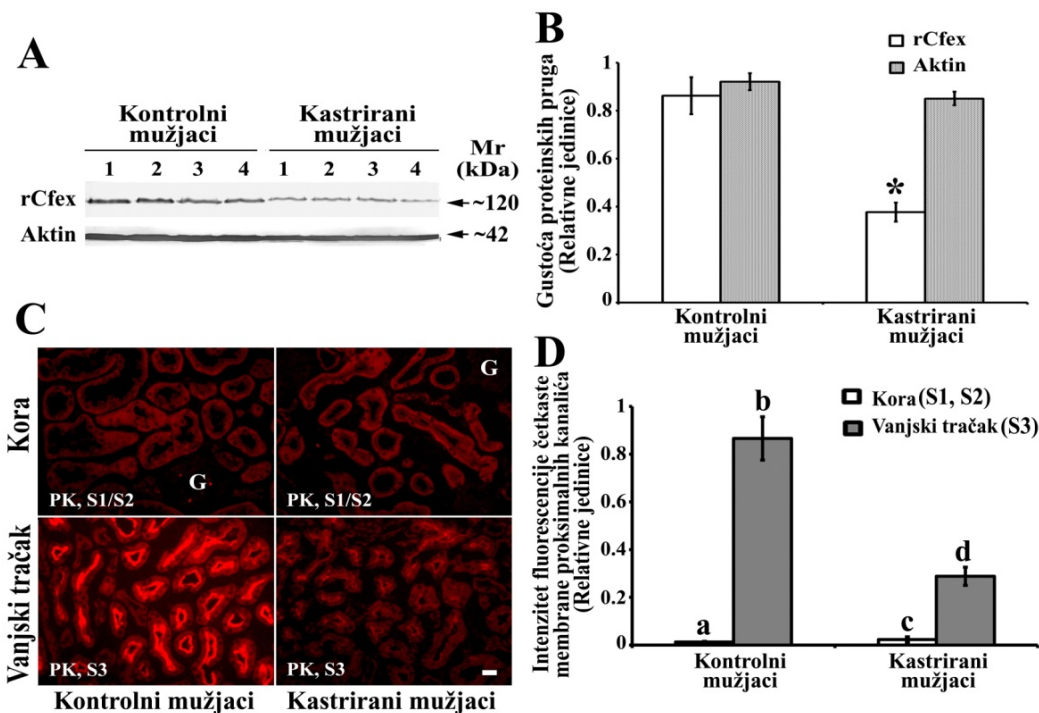 A
Kontrolni mužjaci
Kastrirani mužjaci
Mr (kDa)
1 2 3 4 1 2 3 4
rCfex ~120
Aktin ~42
B
rCfex
Aktin
Gustoća proteinskih pruga
(Relativne jedinice)
1
0.8
0.6
0.4
0.2
0
*
Kontrolni mužjaci
Kastrirani mužjaci
C
Kora
Vanjski tračak
G
PK, S1/S2
G
PK, S1/S2
PK, S3
PK, S3
Kontrolni mužjaci
Kastrirani mužjaci
D
Kora (S1, S2)
Vanjski tračak (S3)
Intenzitet fluorescencije četkaste
membrane proksimalnih kanalića
(Relativne jedinice)
1
0.8
0.6
0.4
0.2
0
a
b
c
d
Kontrolni mužjaci
Kastrirani mužjaci